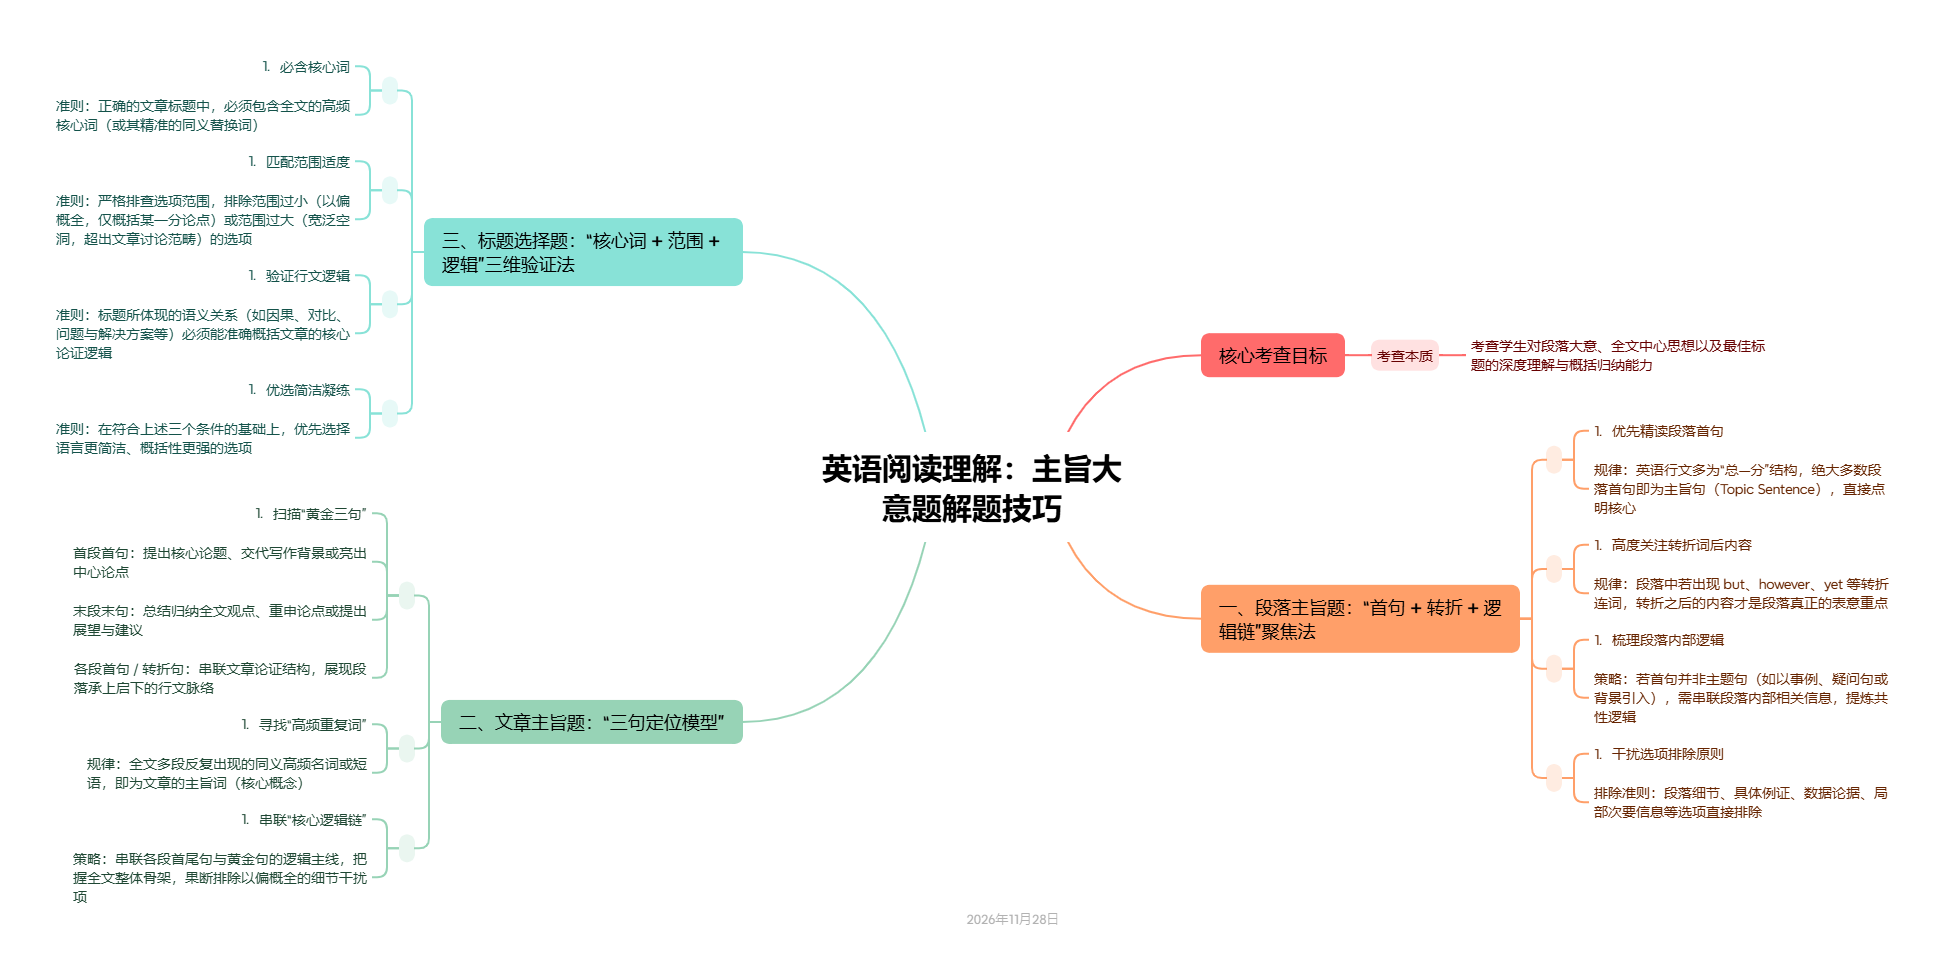 英语阅读理解：主旨大
意题解题技巧
核心考查目标
考查本质
考查学生对段落大意、全文中心思想以及最佳标
题的深度理解与概括归纳能力
一、段落主旨题：“首句 + 转折 + 逻
辑链”聚焦法
1. 优先精读段落首句
规律：英语行文多为“总—分”结构，绝大多数段
落首句即为主旨句（Topic Sentence），直接点
明核心
1. 高度关注转折词后内容
规律：段落中若出现 but、however、yet 等转折
连词，转折之后的内容才是段落真正的表意重点
1. 梳理段落内部逻辑
策略：若首句并非主题句（如以事例、疑问句或
背景引入），需串联段落内部相关信息，提炼共
性逻辑
1. 干扰选项排除原则
排除准则：段落细节、具体例证、数据论据、局
部次要信息等选项直接排除
二、文章主旨题：“三句定位模型”
1. 扫描“黄金三句”
首段首句：提出核心论题、交代写作背景或亮出
中心论点
末段末句：总结归纳全文观点、重申论点或提出
展望与建议
各段首句 / 转折句：串联文章论证结构，展现段
落承上启下的行文脉络
1. 寻找“高频重复词”
规律：全文多段反复出现的同义高频名词或短
语，即为文章的主旨词（核心概念）
1. 串联“核心逻辑链”
策略：串联各段首尾句与黄金句的逻辑主线，把
握全文整体骨架，果断排除以偏概全的细节干扰
项
三、标题选择题：“核心词 + 范围 +
逻辑”三维验证法
1. 必含核心词
准则：正确的文章标题中，必须包含全文的高频
核心词（或其精准的同义替换词）
1. 匹配范围适度
准则：严格排查选项范围，排除范围过小（以偏
概全，仅概括某一分论点）或范围过大（宽泛空
洞，超出文章讨论范畴）的选项
1. 验证行文逻辑
准则：标题所体现的语义关系（如因果、对比、
问题与解决方案等）必须能准确概括文章的核心
论证逻辑
1. 优选简洁凝练
准则：在符合上述三个条件的基础上，优先选择
语言更简洁、概括性更强的选项
2026年11月28日